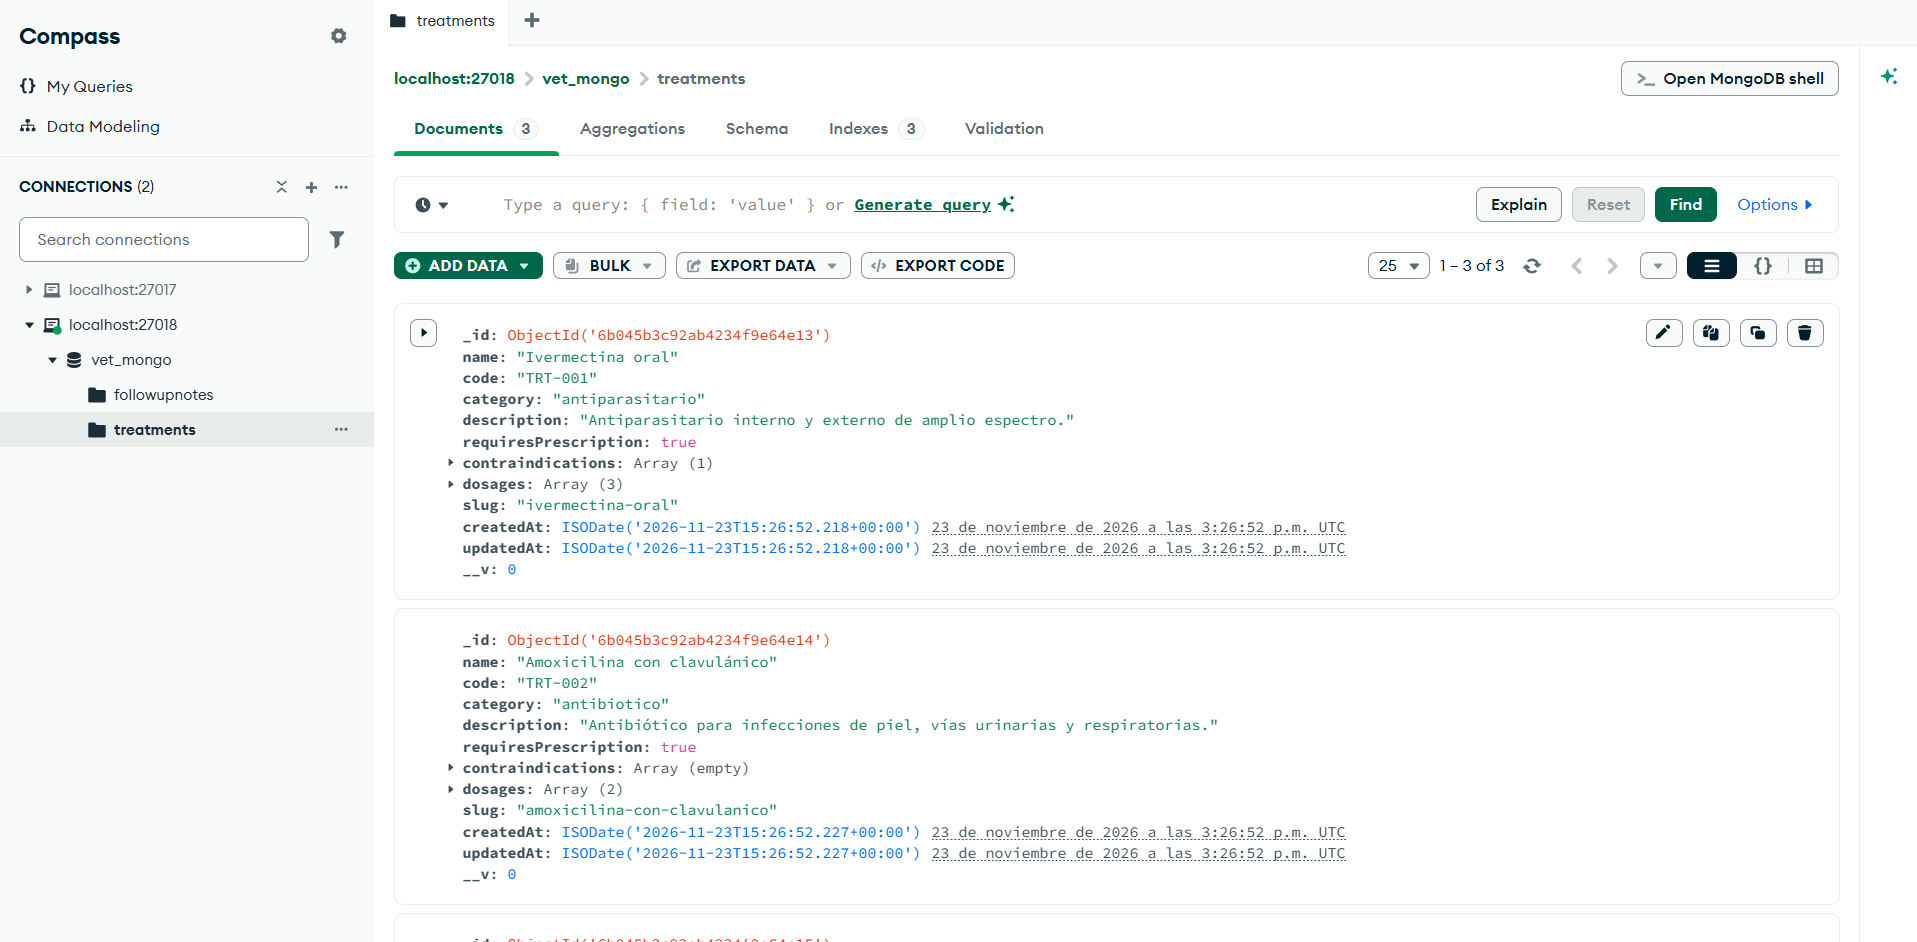 Compass
My Queries
Data Modeling
CONNECTIONS (2)
Search connections
localhost:27017
localhost:27018
vet_mongo
followupnotes
treatments
treatments
localhost:27018 > vet_mongo > treatments
>_ Open MongoDB shell
Documents 3 Aggregations Schema Indexes 3 Validation
Type a query: { field: 'value' } or Generate query
Explain Reset Find Options
ADD DATA BULK EXPORT DATA </> EXPORT CODE
25 1 – 3 of 3 {}
_id: ObjectId('6b045b3c92ab4234f9e64e13')
name: "Ivermectina oral"
code: "TRT-001"
category: "antiparasitario"
description: "Antiparasitario interno y externo de amplio espectro."
requiresPrescription: true
contraindications: Array (1)
dosages: Array (3)
slug: "ivermectina-oral"
createdAt: ISODate('2026-11-23T15:26:52.218+00:00') 23 de noviembre de 2026 a las 3:26:52 p.m. UTC
updatedAt: ISODate('2026-11-23T15:26:52.218+00:00') 23 de noviembre de 2026 a las 3:26:52 p.m. UTC
__v: 0
_id: ObjectId('6b045b3c92ab4234f9e64e14')
name: "Amoxicilina con clavulánico"
code: "TRT-002"
category: "antibiotico"
description: "Antibiótico para infecciones de piel, vías urinarias y respiratorias."
requiresPrescription: true
contraindications: Array (empty)
dosages: Array (2)
slug: "amoxicilina-con-clavulanico"
createdAt: ISODate('2026-11-23T15:26:52.227+00:00') 23 de noviembre de 2026 a las 3:26:52 p.m. UTC
updatedAt: ISODate('2026-11-23T15:26:52.227+00:00') 23 de noviembre de 2026 a las 3:26:52 p.m. UTC
__v: 0